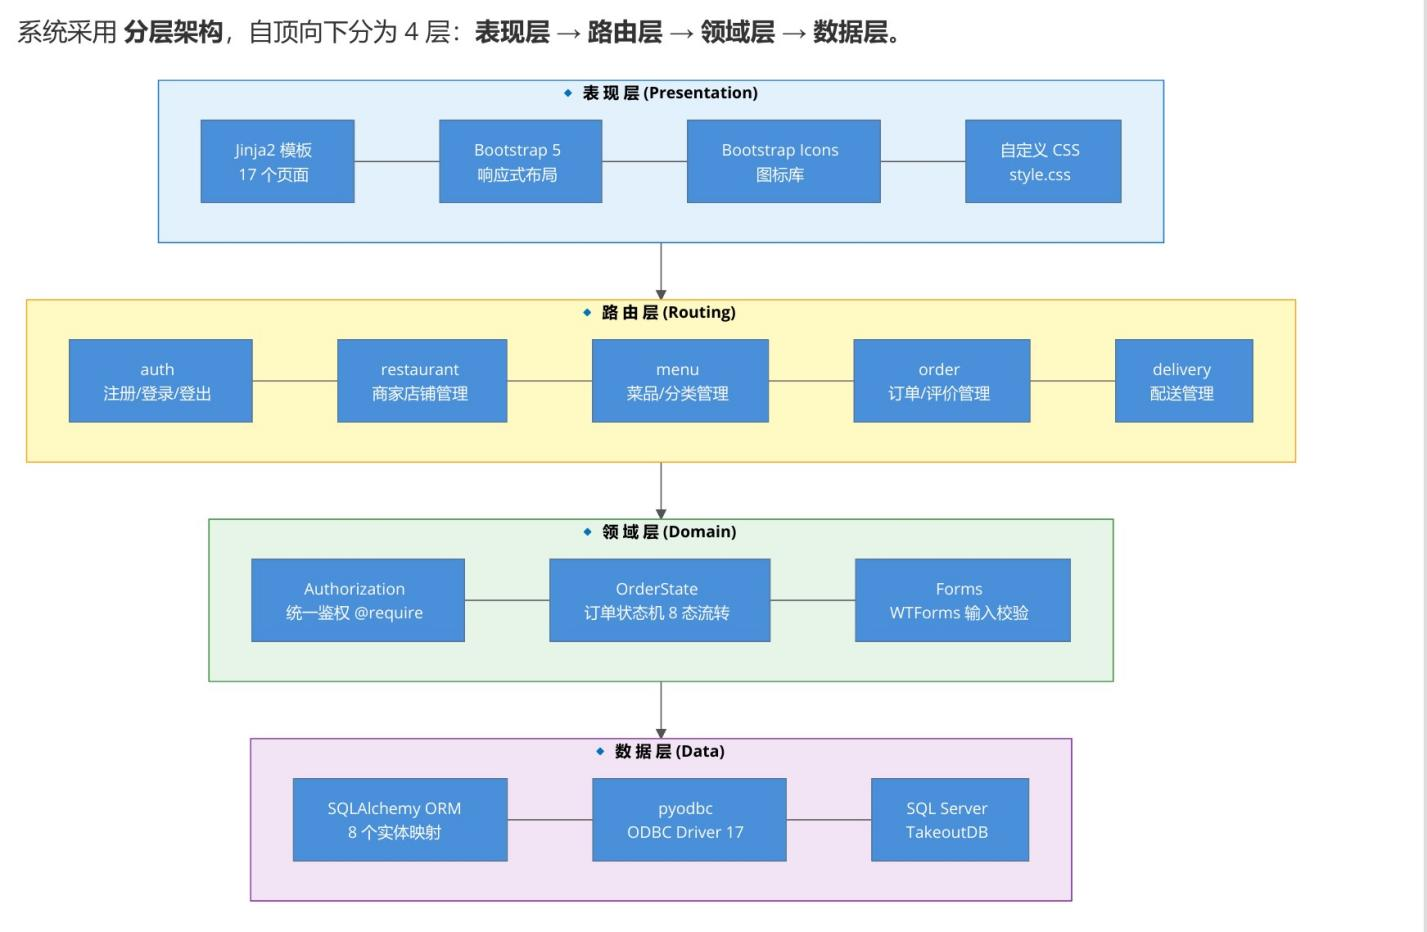 系统采用 分层架构，自顶向下分为 4 层：表现层 → 路由层 → 领域层 → 数据层。
🔹 表现层 (Presentation)
Jinja2 模板
17 个页面
Bootstrap 5
响应式布局
Bootstrap Icons
图标库
自定义 CSS
style.css
🔹 路由层 (Routing)
auth
注册/登录/登出
restaurant
商家店铺管理
menu
菜品/分类管理
order
订单/评价管理
delivery
配送管理
🔹 领域层 (Domain)
Authorization
统一鉴权 @require
OrderState
订单状态机 8 态流转
Forms
WTForms 输入校验
🔹 数据层 (Data)
SQLAlchemy ORM
8 个实体映射
pyodbc
ODBC Driver 17
SQL Server
TakeoutDB